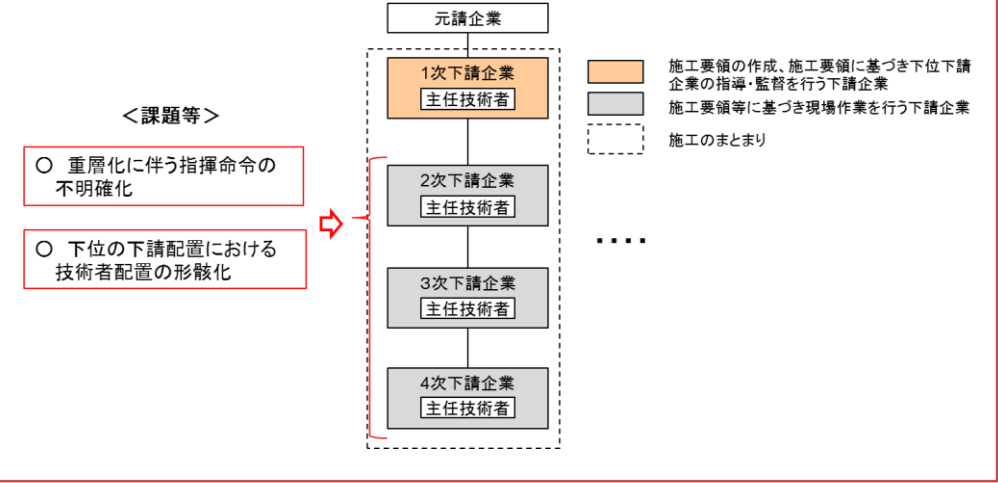 元請企業
1次下請企業
主任技術者
施工要領の作成、施工要領に基づき下位下請
企業の指導・監督を行う下請企業
施工要領等に基づき現場作業を行う下請企業
施工のまとまり
＜課題等＞
○ 重層化に伴う指揮命令の
不明確化
○ 下位の下請配置における
技術者配置の形骸化
2次下請企業
主任技術者
3次下請企業
主任技術者
4次下請企業
主任技術者
・・・・